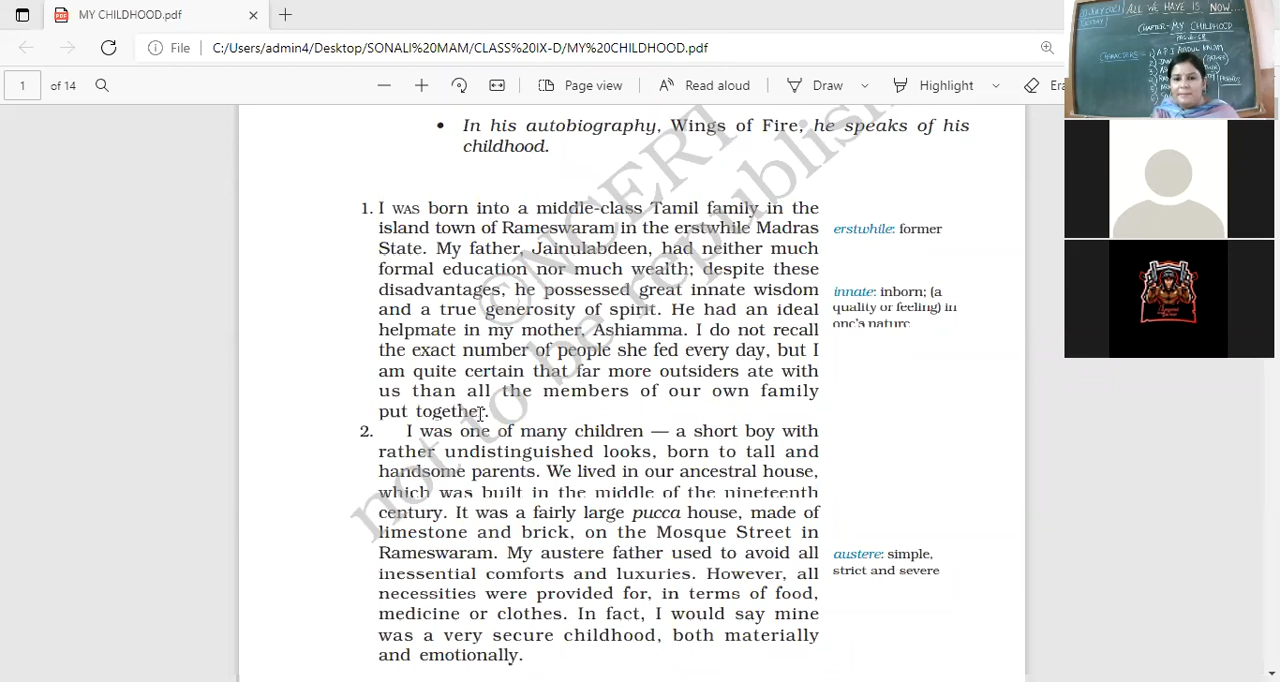 MY CHILDHOOD.pdf
File C:/Users/admin4/Desktop/SONALI%20MAM/CLASS%20IX-D/MY%20CHILDHOOD.pdf
1 of 14 Page view Read aloud Draw Highlight Era
• In his autobiography, Wings of Fire, he speaks of his
childhood.
1. I WAS born into a middle-class Tamil family in the
island town of Rameswaram in the erstwhile Madras
State. My father, Jainulabdeen, had neither much
formal education nor much wealth; despite these
disadvantages, he possessed great innate wisdom
and a true generosity of spirit. He had an ideal
helpmate in my mother, Ashiamma. I do not recall
the exact number of people she fed every day, but I
am quite certain that far more outsiders ate with
us than all the members of our own family
put together.
erstwhile: former
innate: inborn; (a
quality or feeling) in
one's nature
2. I was one of many children — a short boy with
rather undistinguished looks, born to tall and
handsome parents. We lived in our ancestral house,
which was built in the middle of the nineteenth
century. It was a fairly large pucca house, made of
limestone and brick, on the Mosque Street in
Rameswaram. My austere father used to avoid all
inessential comforts and luxuries. However, all
necessities were provided for, in terms of food,
medicine or clothes. In fact, I would say mine
was a very secure childhood, both materially
and emotionally.
austere: simple,
strict and severe
©NCERT
not to be republish
ALL WE HAVE IS NOW....
CHAPTER-MY CHILDHOOD
CHARACTERS